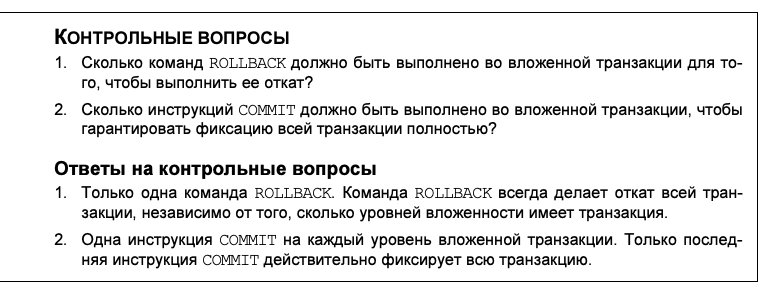 КОНТРОЛЬНЫЕ ВОПРОСЫ
1. Сколько команд ROLLBACK должно быть выполнено во вложенной транзакции для то-
го, чтобы выполнить ее откат?
2. Сколько инструкций COMMIT должно быть выполнено во вложенной транзакции, чтобы
гарантировать фиксацию всей транзакции полностью?
Ответы на контрольные вопросы
1. Только одна команда ROLLBACK. Команда ROLLBACK всегда делает откат всей тран-
закции, независимо от того, сколько уровней вложенности имеет транзакция.
2. Одна инструкция COMMIT на каждый уровень вложенной транзакции. Только послед-
няя инструкция COMMIT действительно фиксирует всю транзакцию.